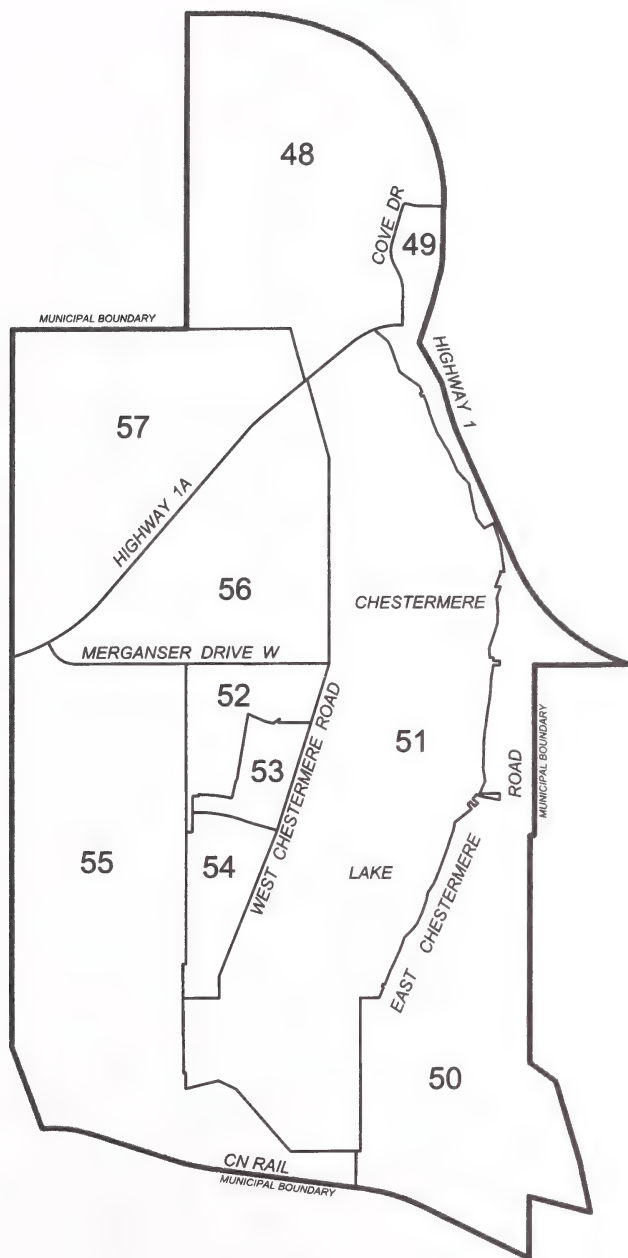 48
COVE DR
49
MUNICIPAL BOUNDARY
HIGHWAY 1
57
HIGHWAY 1A
56
CHESTERMERE
MERGANSER DRIVE W
52
WEST CHESTERMERE ROAD
51
53
ROAD
MUNICIPAL BOUNDARY
55
54
LAKE
EAST CHESTERMERE
50
CN RAIL
MUNICIPAL BOUNDARY